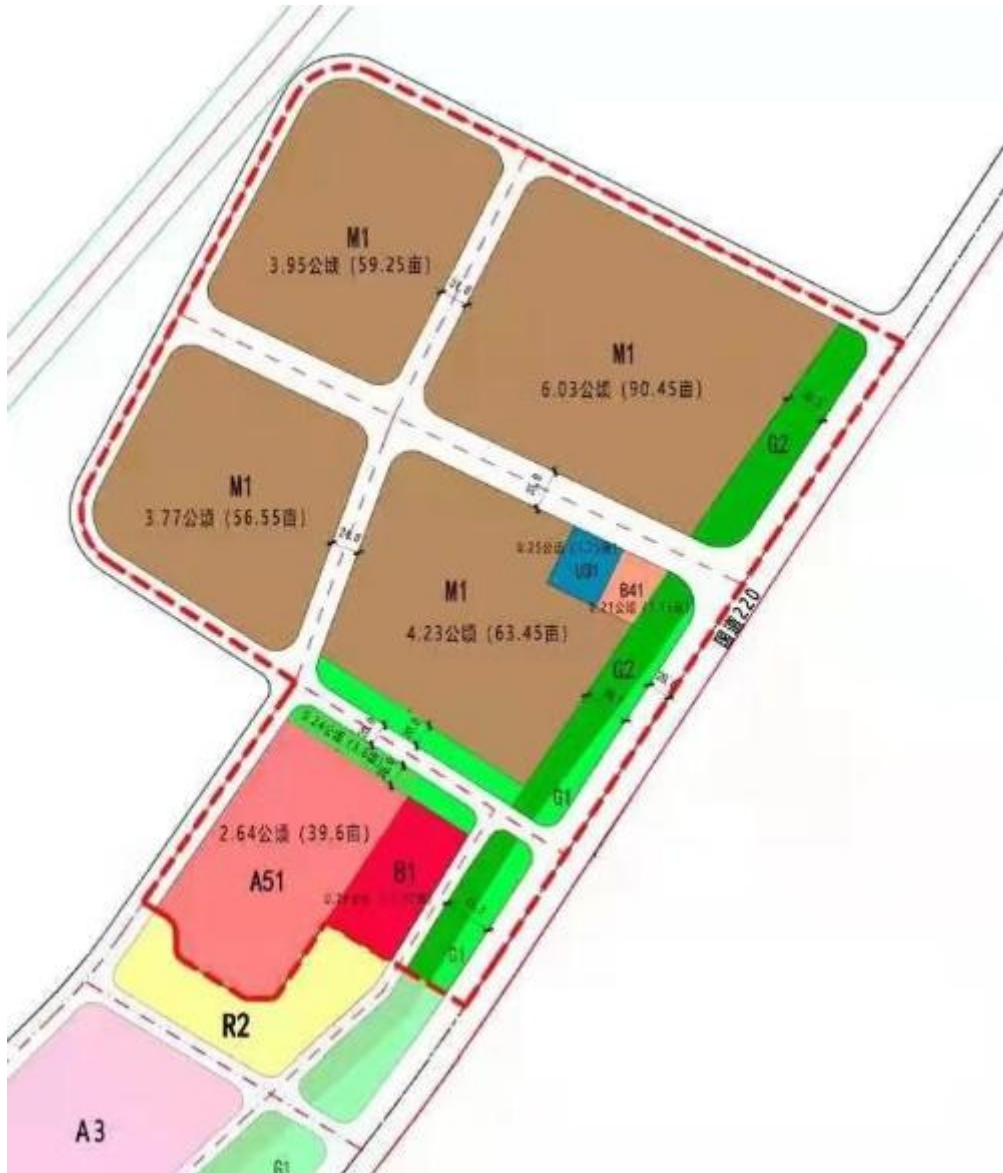 M1
3.95公顷 (59.25亩)
M1
6.03公顷 (90.45亩)
G2
M1
3.77公顷 (56.55亩)
U31
B41
M1
4.23公顷 (63.45亩)
国道220
G2
G1
2.64公顷 (39.6亩)
A51
B1
G1
R2
A3
G1